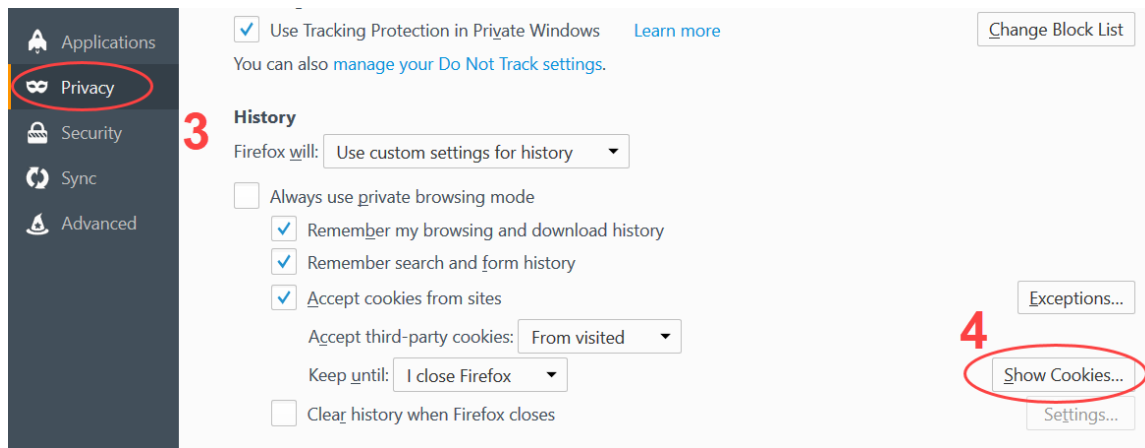 Applications
Privacy
Security
Sync
Advanced
Use Tracking Protection in Private Windows Learn more Change Block List
You can also manage your Do Not Track settings.
3
History
Firefox will: Use custom settings for history
Always use private browsing mode
Remember my browsing and download history
Remember search and form history
Accept cookies from sites Exceptions...
Accept third-party cookies: From visited
4
Keep until: I close Firefox Show Cookies...
Clear history when Firefox closes Settings...